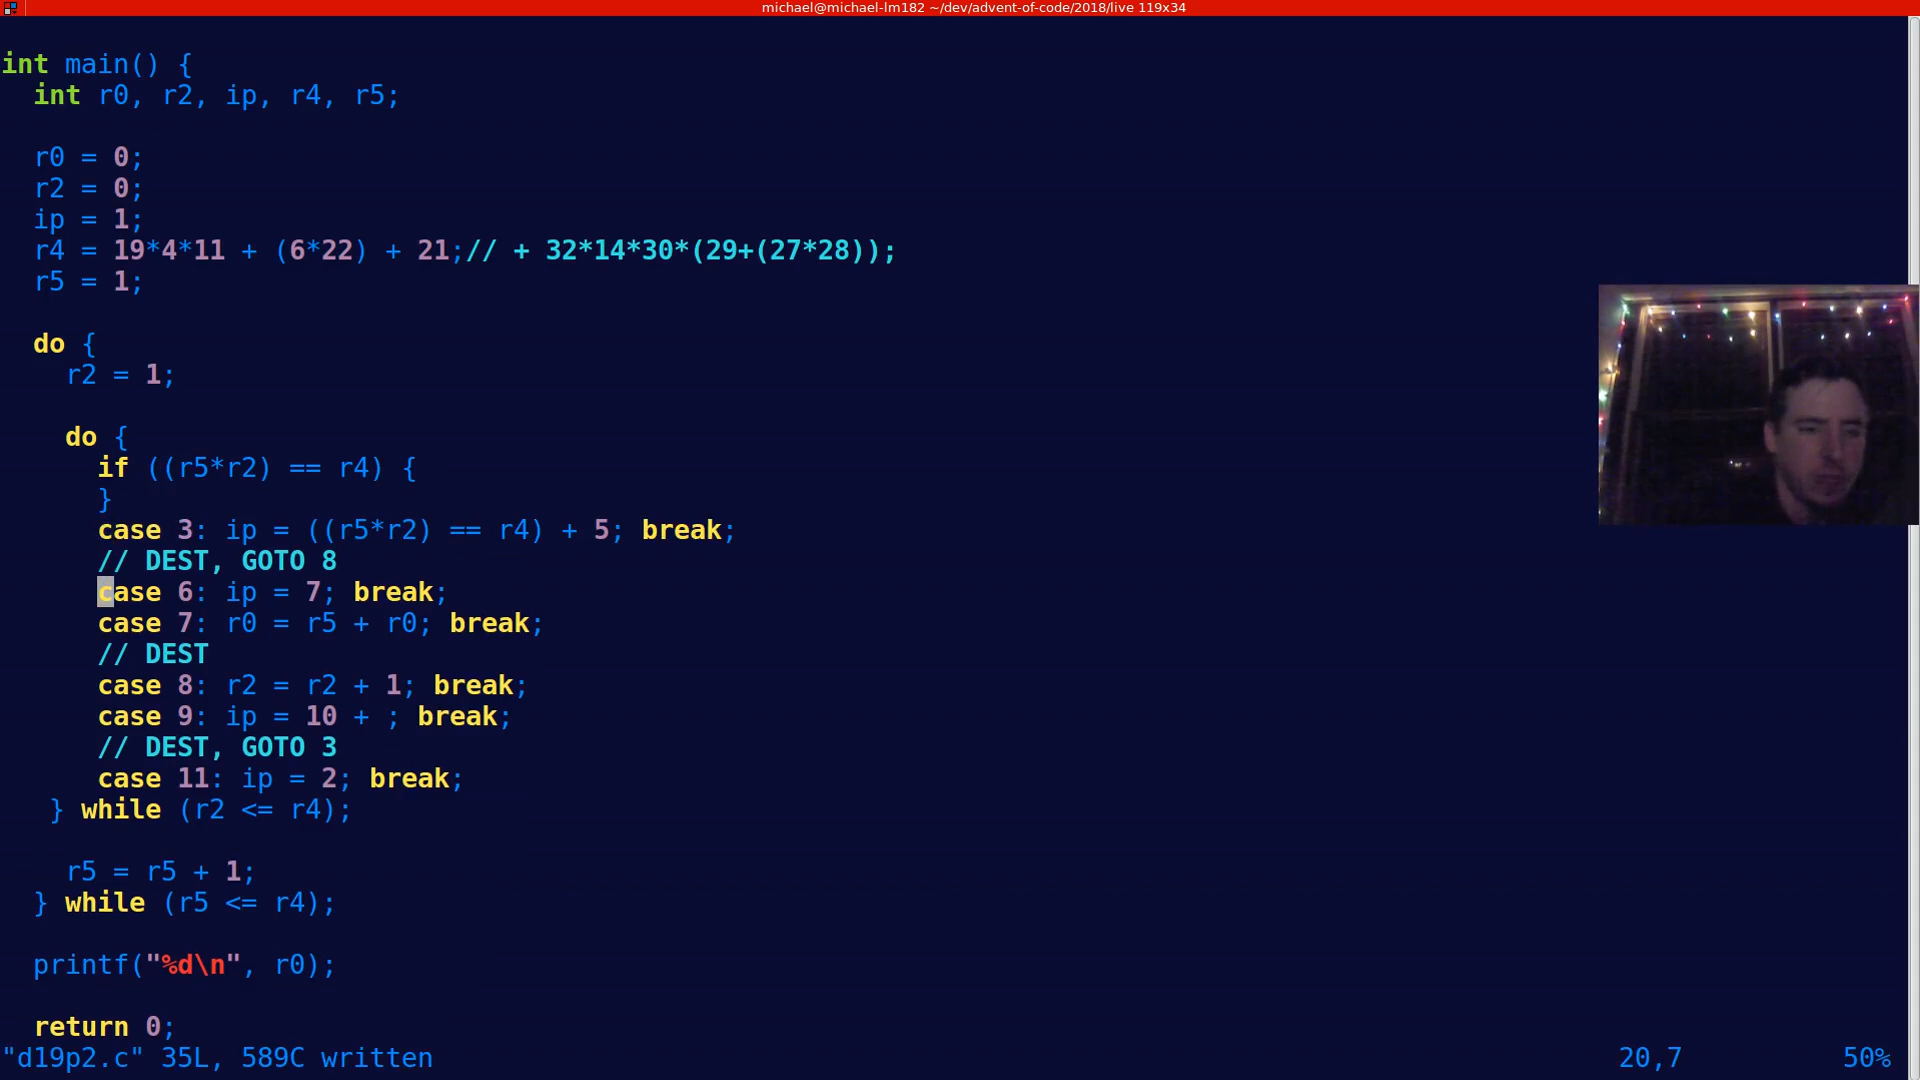 michael@michael-lm182 ~/dev/advent-of-code/2018/live 119x34
int main() {
  int r0, r2, ip, r4, r5;
  r0 = 0;
  r2 = 0;
  ip = 1;
  r4 = 19*4*11 + (6*22) + 21;// + 32*14*30*(29+(27*28));
  r5 = 1;
  do {
    r2 = 1;
    do {
      if ((r5*r2) == r4) {
      }
      case 3: ip = ((r5*r2) == r4) + 5; break;
      // DEST, GOTO 8
      case 6: ip = 7; break;
      case 7: r0 = r5 + r0; break;
      // DEST
      case 8: r2 = r2 + 1; break;
      case 9: ip = 10 + ; break;
      // DEST, GOTO 3
      case 11: ip = 2; break;
   } while (r2 <= r4);
    r5 = r5 + 1;
  } while (r5 <= r4);
  printf("%d\n", r0);
  return 0;
"d19p2.c" 35L, 589C written 20,7 50%